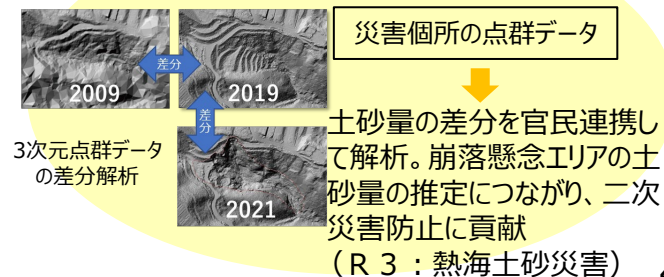 災害個所の点群データ
差分
2009
2019
差分
3次元点群データ
の差分解析
2021
土砂量の差分を官民連携し
て解析。崩落懸念エリアの土
砂量の推定につながり、二次
災害防止に貢献
（Ｒ３：熱海土砂災害）